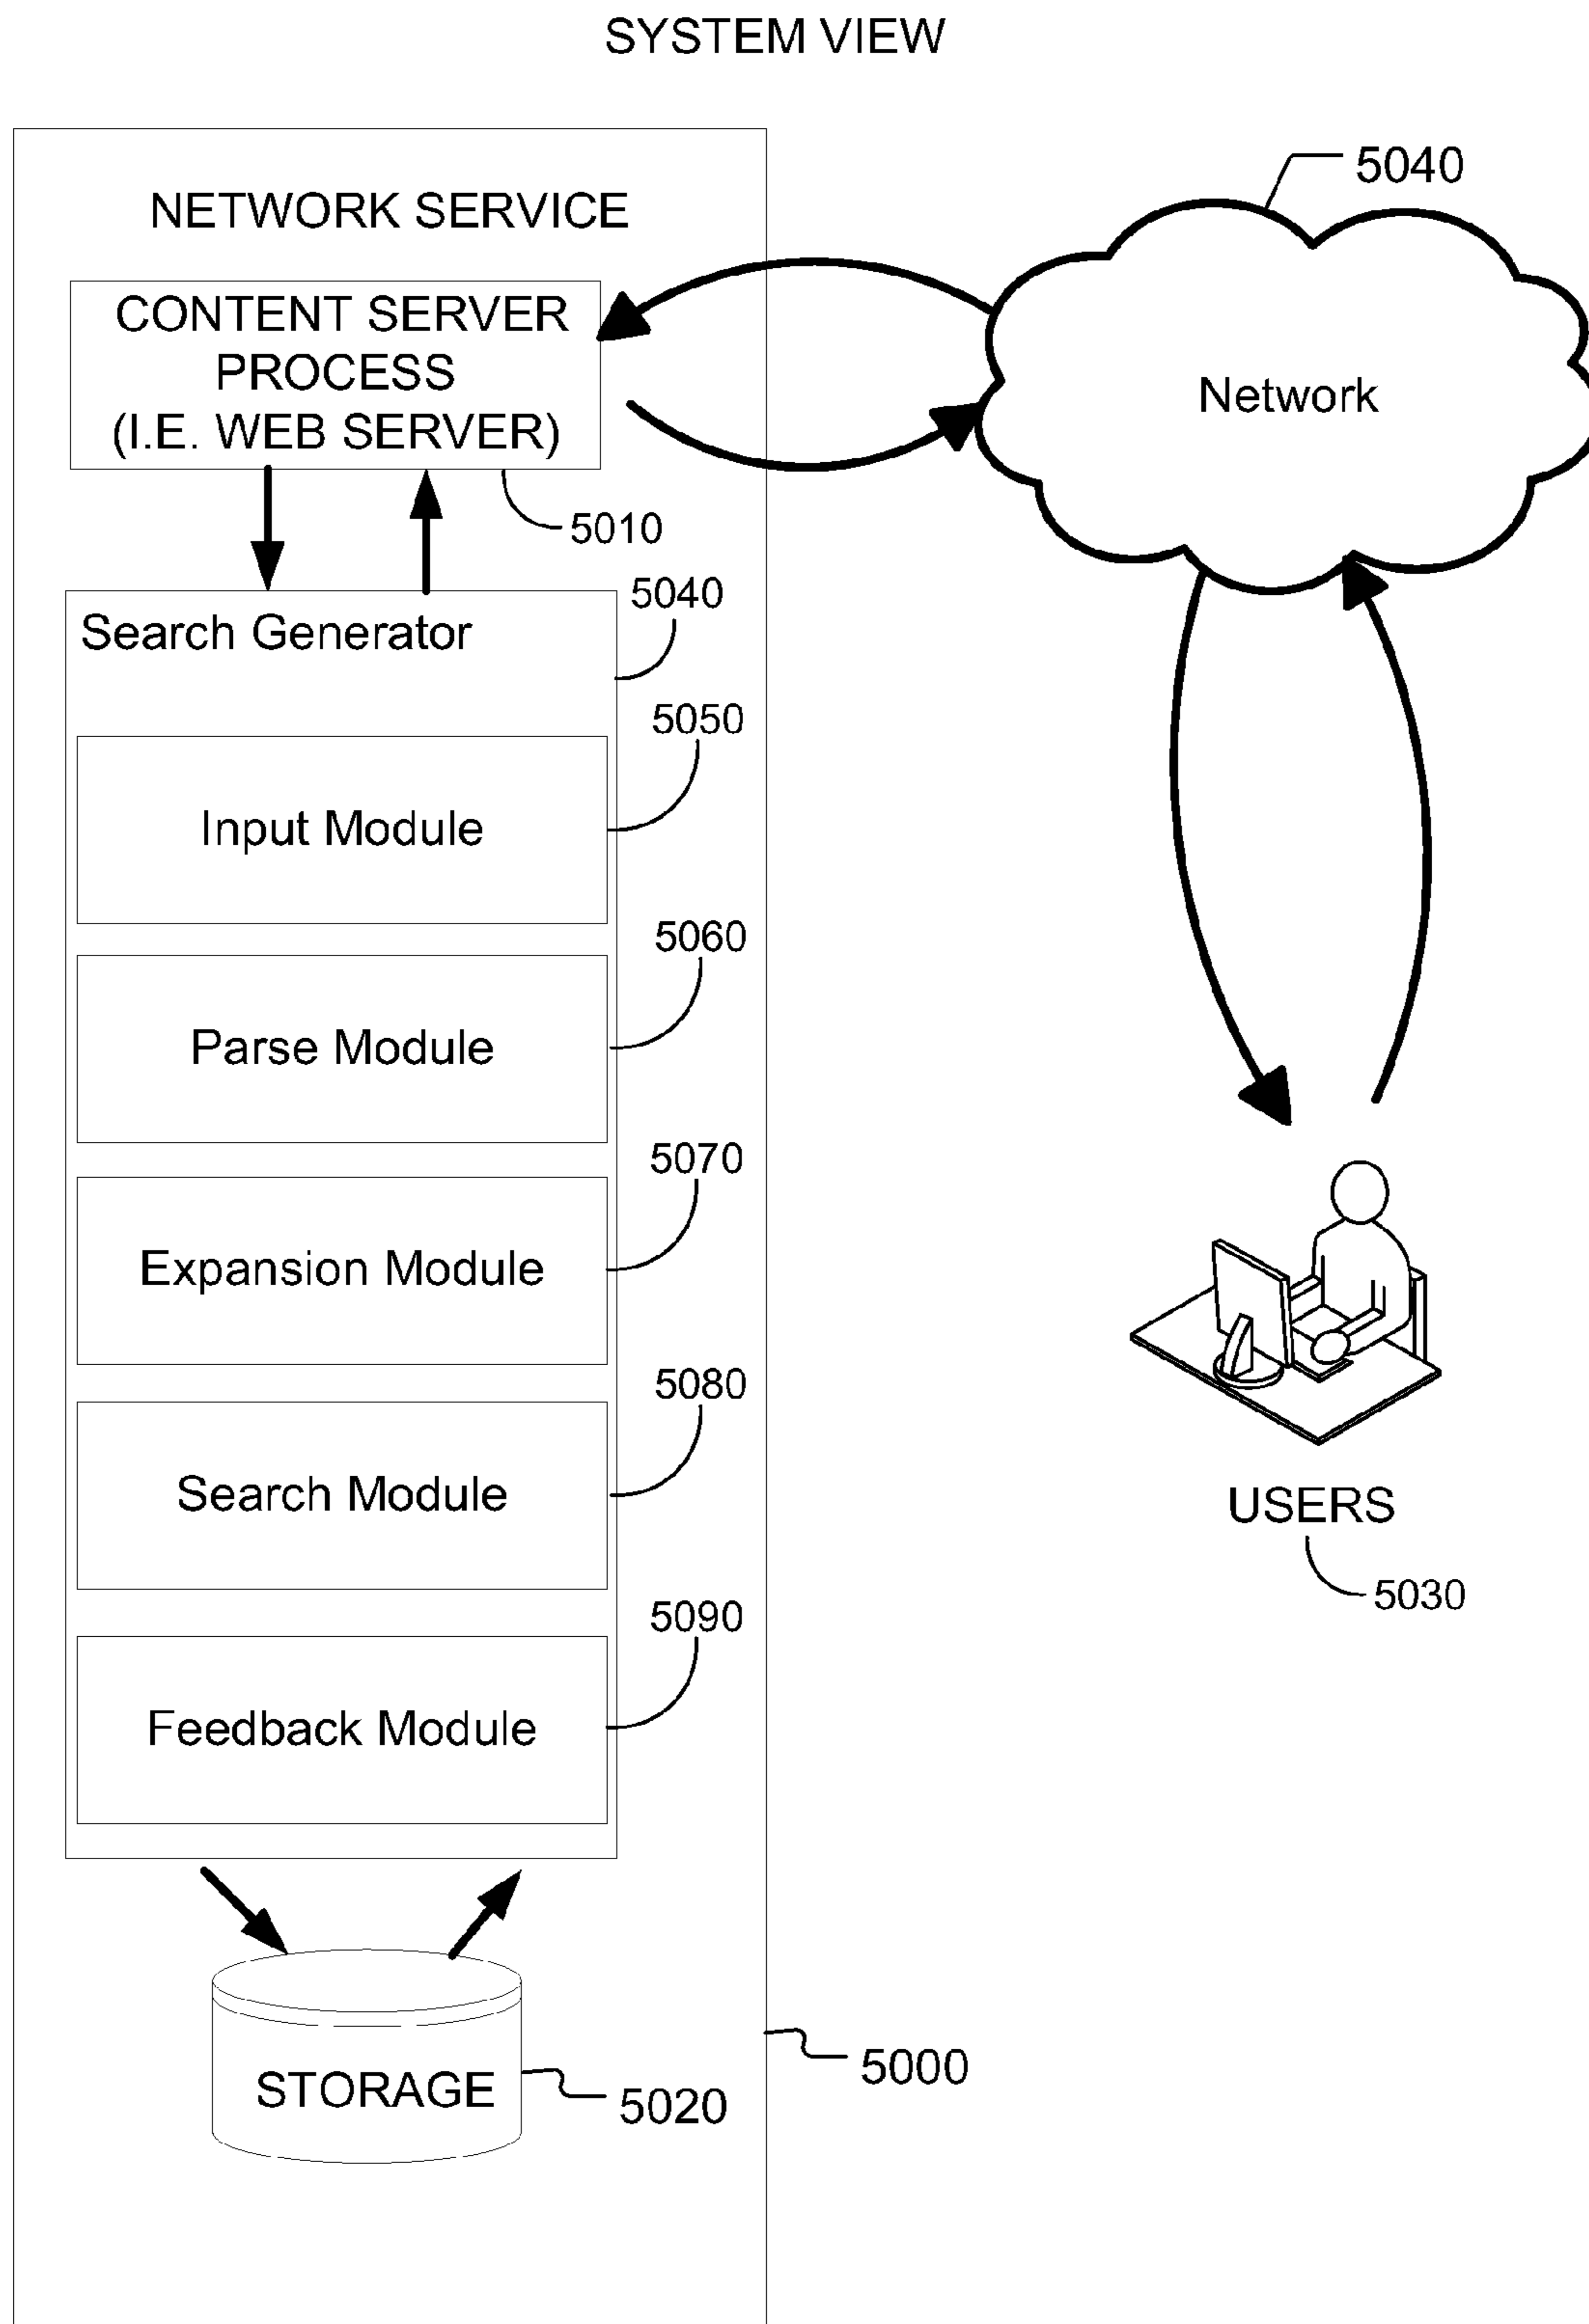 SYSTEM VIEW
NETWORK SERVICE
5040
CONTENT SERVER
PROCESS
(I.E. WEB SERVER)
Network
5010
5040
Search Generator
5050
Input Module
5060
Parse Module
5070
Expansion Module
5080
Search Module
USERS
5030
5090
Feedback Module
5000
STORAGE
5020